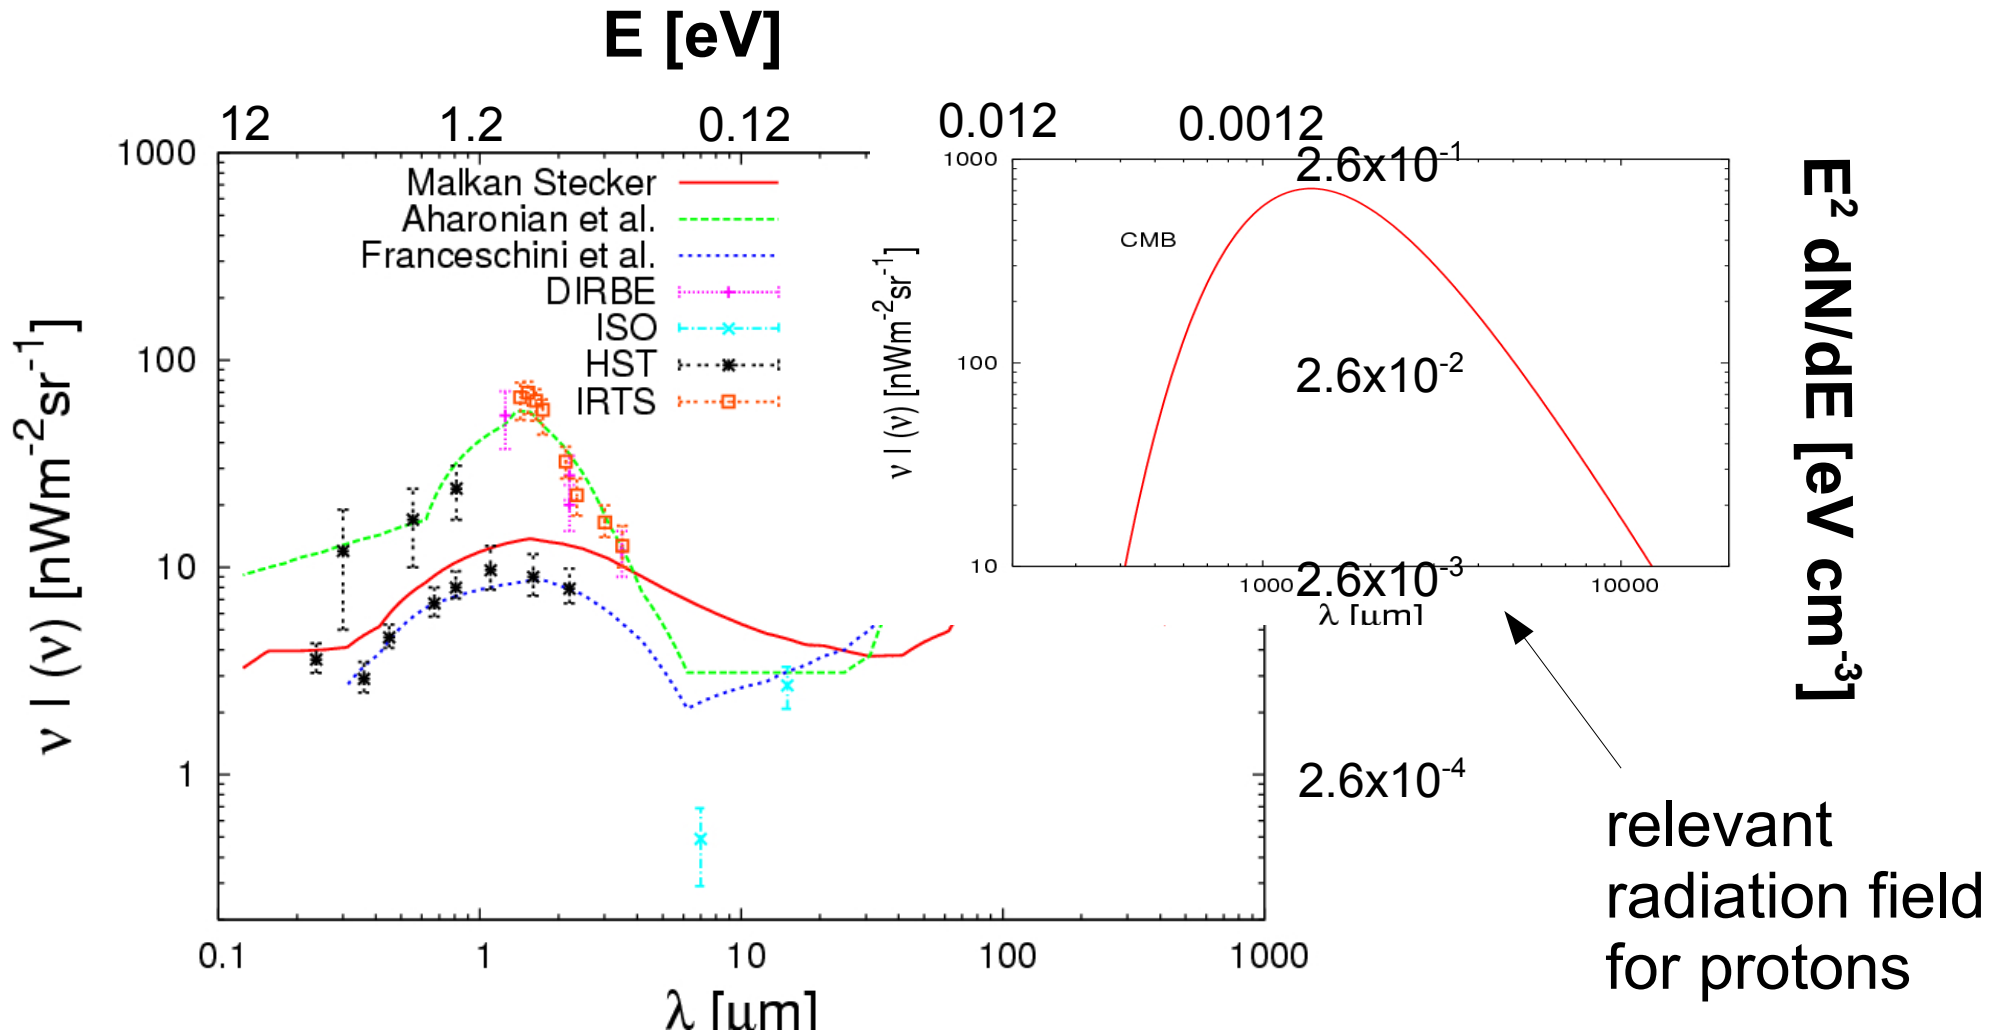 E [eV]
12 1.2 0.12 0.012 0.0012
1000
100
10
1
ν I (ν) [nWm⁻²sr⁻¹]
Malkan Stecker
Aharonian et al.
Franceschini et al.
DIRBE
ISO
HST
IRTS
0.1 1 10 100 1000
λ [μm]
1000
100
10
ν I (ν) [nWm⁻²sr⁻¹]
CMB
1000 10000
λ [μm]
2.6x10⁻¹
2.6x10⁻²
2.6x10⁻³
2.6x10⁻⁴
E² dN/dE [eV cm⁻³]
relevant
radiation field
for protons